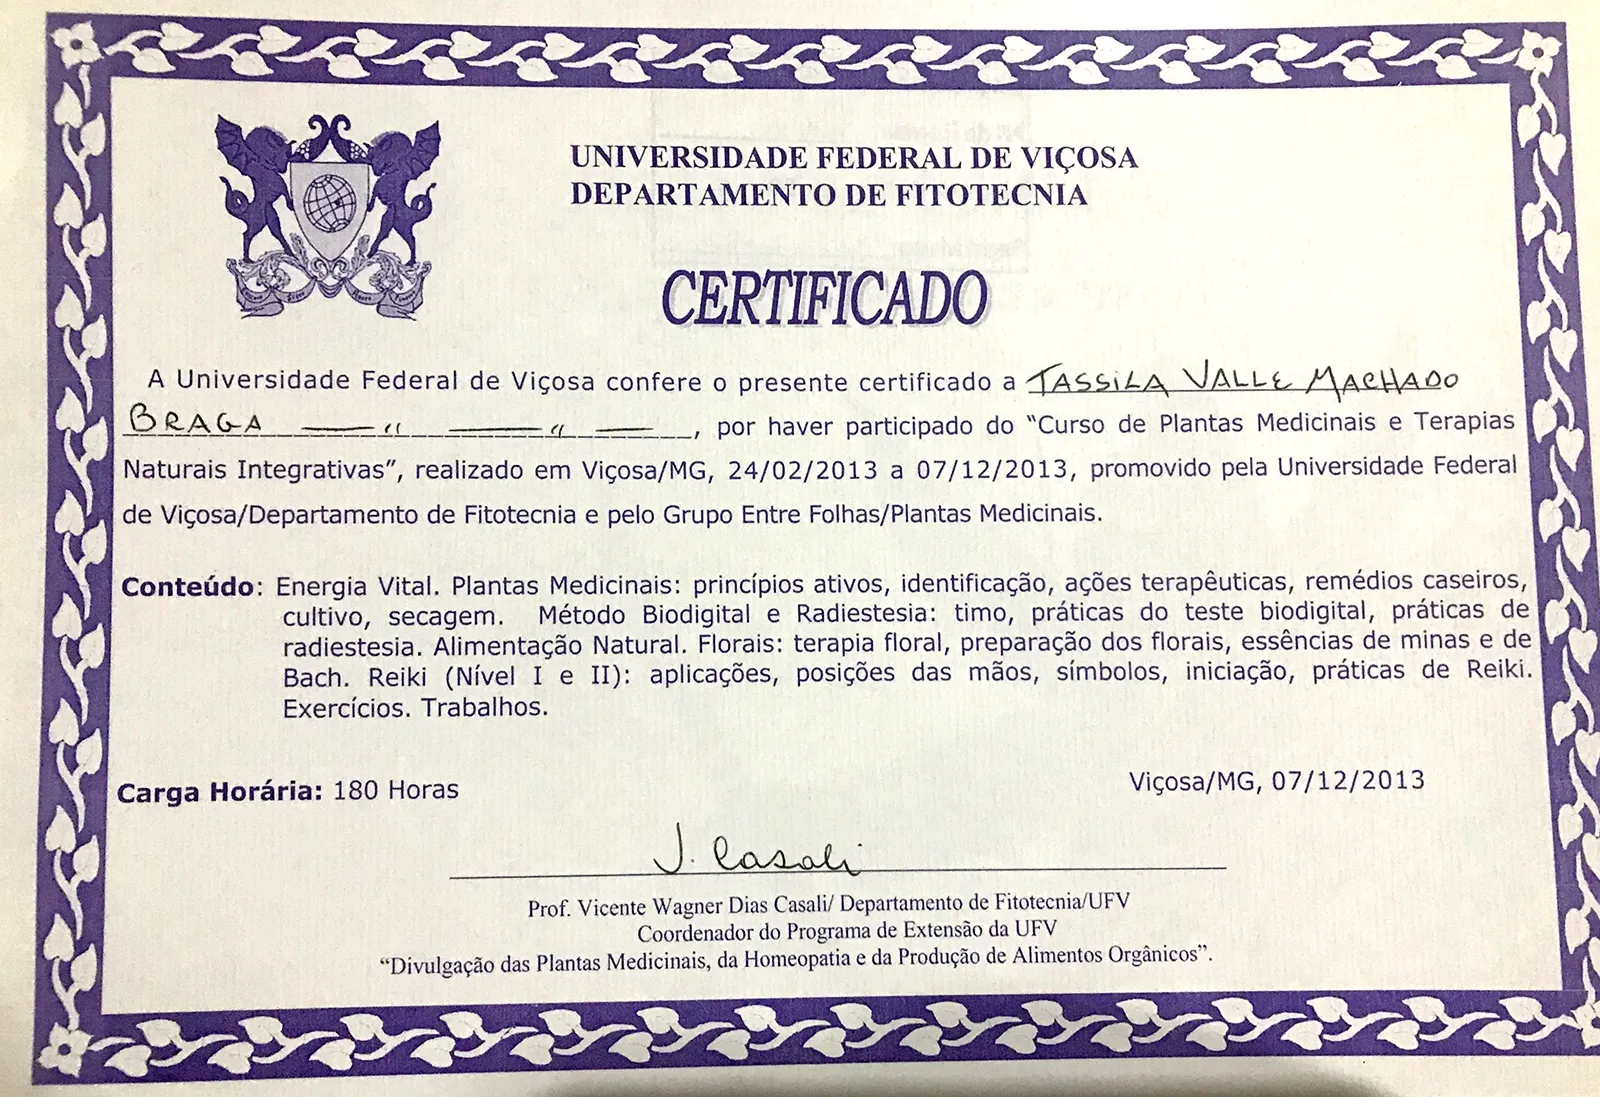 UNIVERSIDADE FEDERAL DE VIÇOSA
DEPARTAMENTO DE FITOTECNIA
CERTIFICADO
A Universidade Federal de Viçosa confere o presente certificado a TASSILA VALLE MACHADO
BRAGA —— " —— " ——, por haver participado do “Curso de Plantas Medicinais e Terapias
Naturais Integrativas”, realizado em Viçosa/MG, 24/02/2013 a 07/12/2013, promovido pela Universidade Federal
de Viçosa/Departamento de Fitotecnia e pelo Grupo Entre Folhas/Plantas Medicinais.
Conteúdo: Energia Vital. Plantas Medicinais: princípios ativos, identificação, ações terapêuticas, remédios caseiros,
cultivo, secagem. Método Biodigital e Radiestesia: timo, práticas do teste biodigital, práticas de
radiestesia. Alimentação Natural. Florais: terapia floral, preparação dos florais, essências de minas e de
Bach. Reiki (Nível I e II): aplicações, posições das mãos, símbolos, iniciação, práticas de Reiki.
Exercícios. Trabalhos.
Carga Horária: 180 Horas
Viçosa/MG, 07/12/2013
J. Casali
Prof. Vicente Wagner Dias Casali/ Departamento de Fitotecnia/UFV
Coordenador do Programa de Extensão da UFV
“Divulgação das Plantas Medicinais, da Homeopatia e da Produção de Alimentos Orgânicos”.